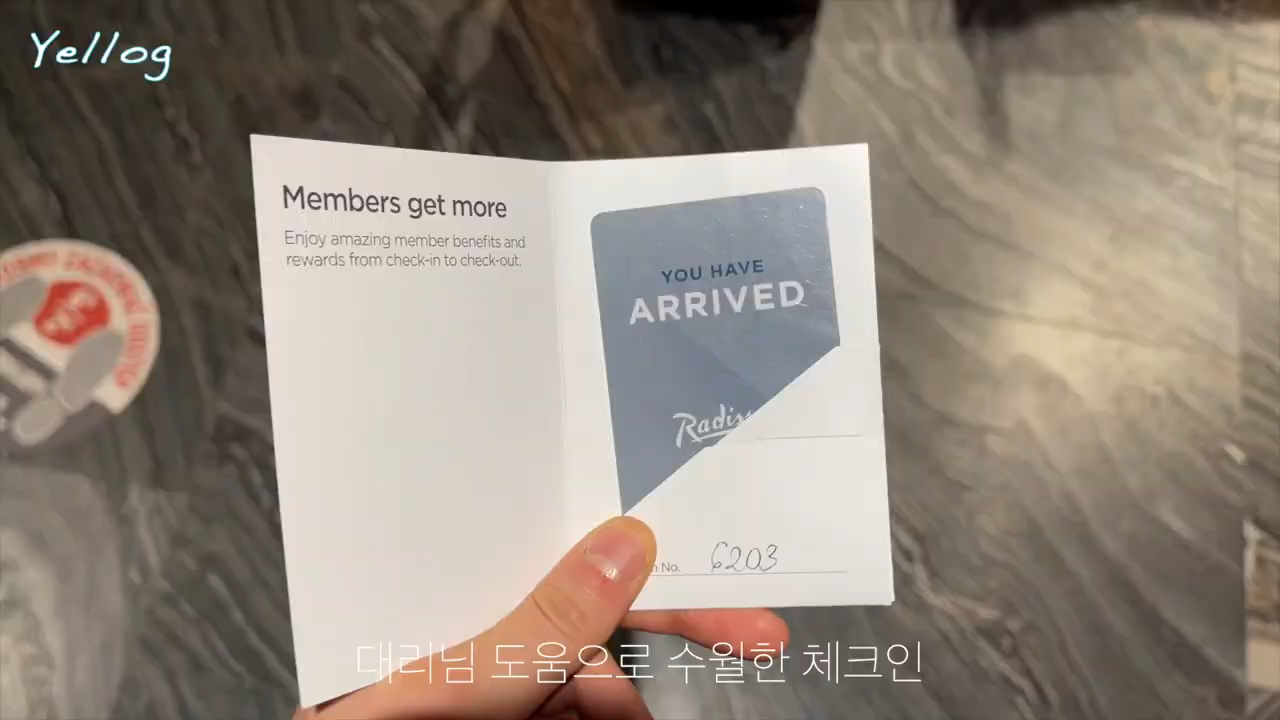 Yellog
Members get more
Enjoy amazing member benefits and
rewards from check-in to check-out.
YOU HAVE
ARRIVED
No. 6203
대리님 도움으로 수월한 체크인